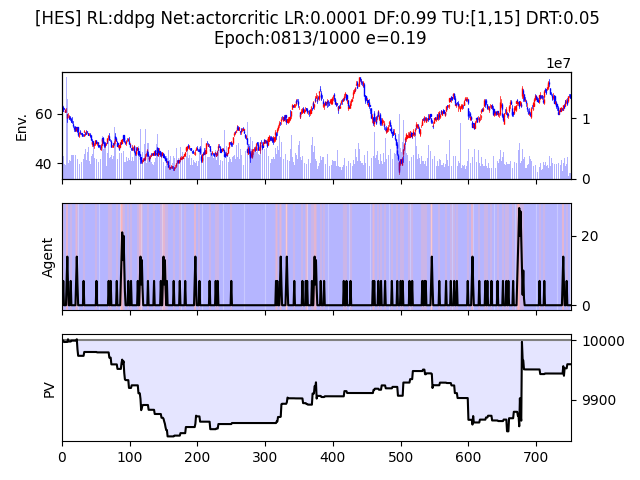 [HES] RL:ddpg Net:actorcritic LR:0.0001 DF:0.99 TU:[1,15] DRT:0.05
Epoch:0813/1000 e=0.19
1e7
Env.
60
40
1
0
Agent
20
0
PV
10000
9900
0 100 200 300 400 500 600 700